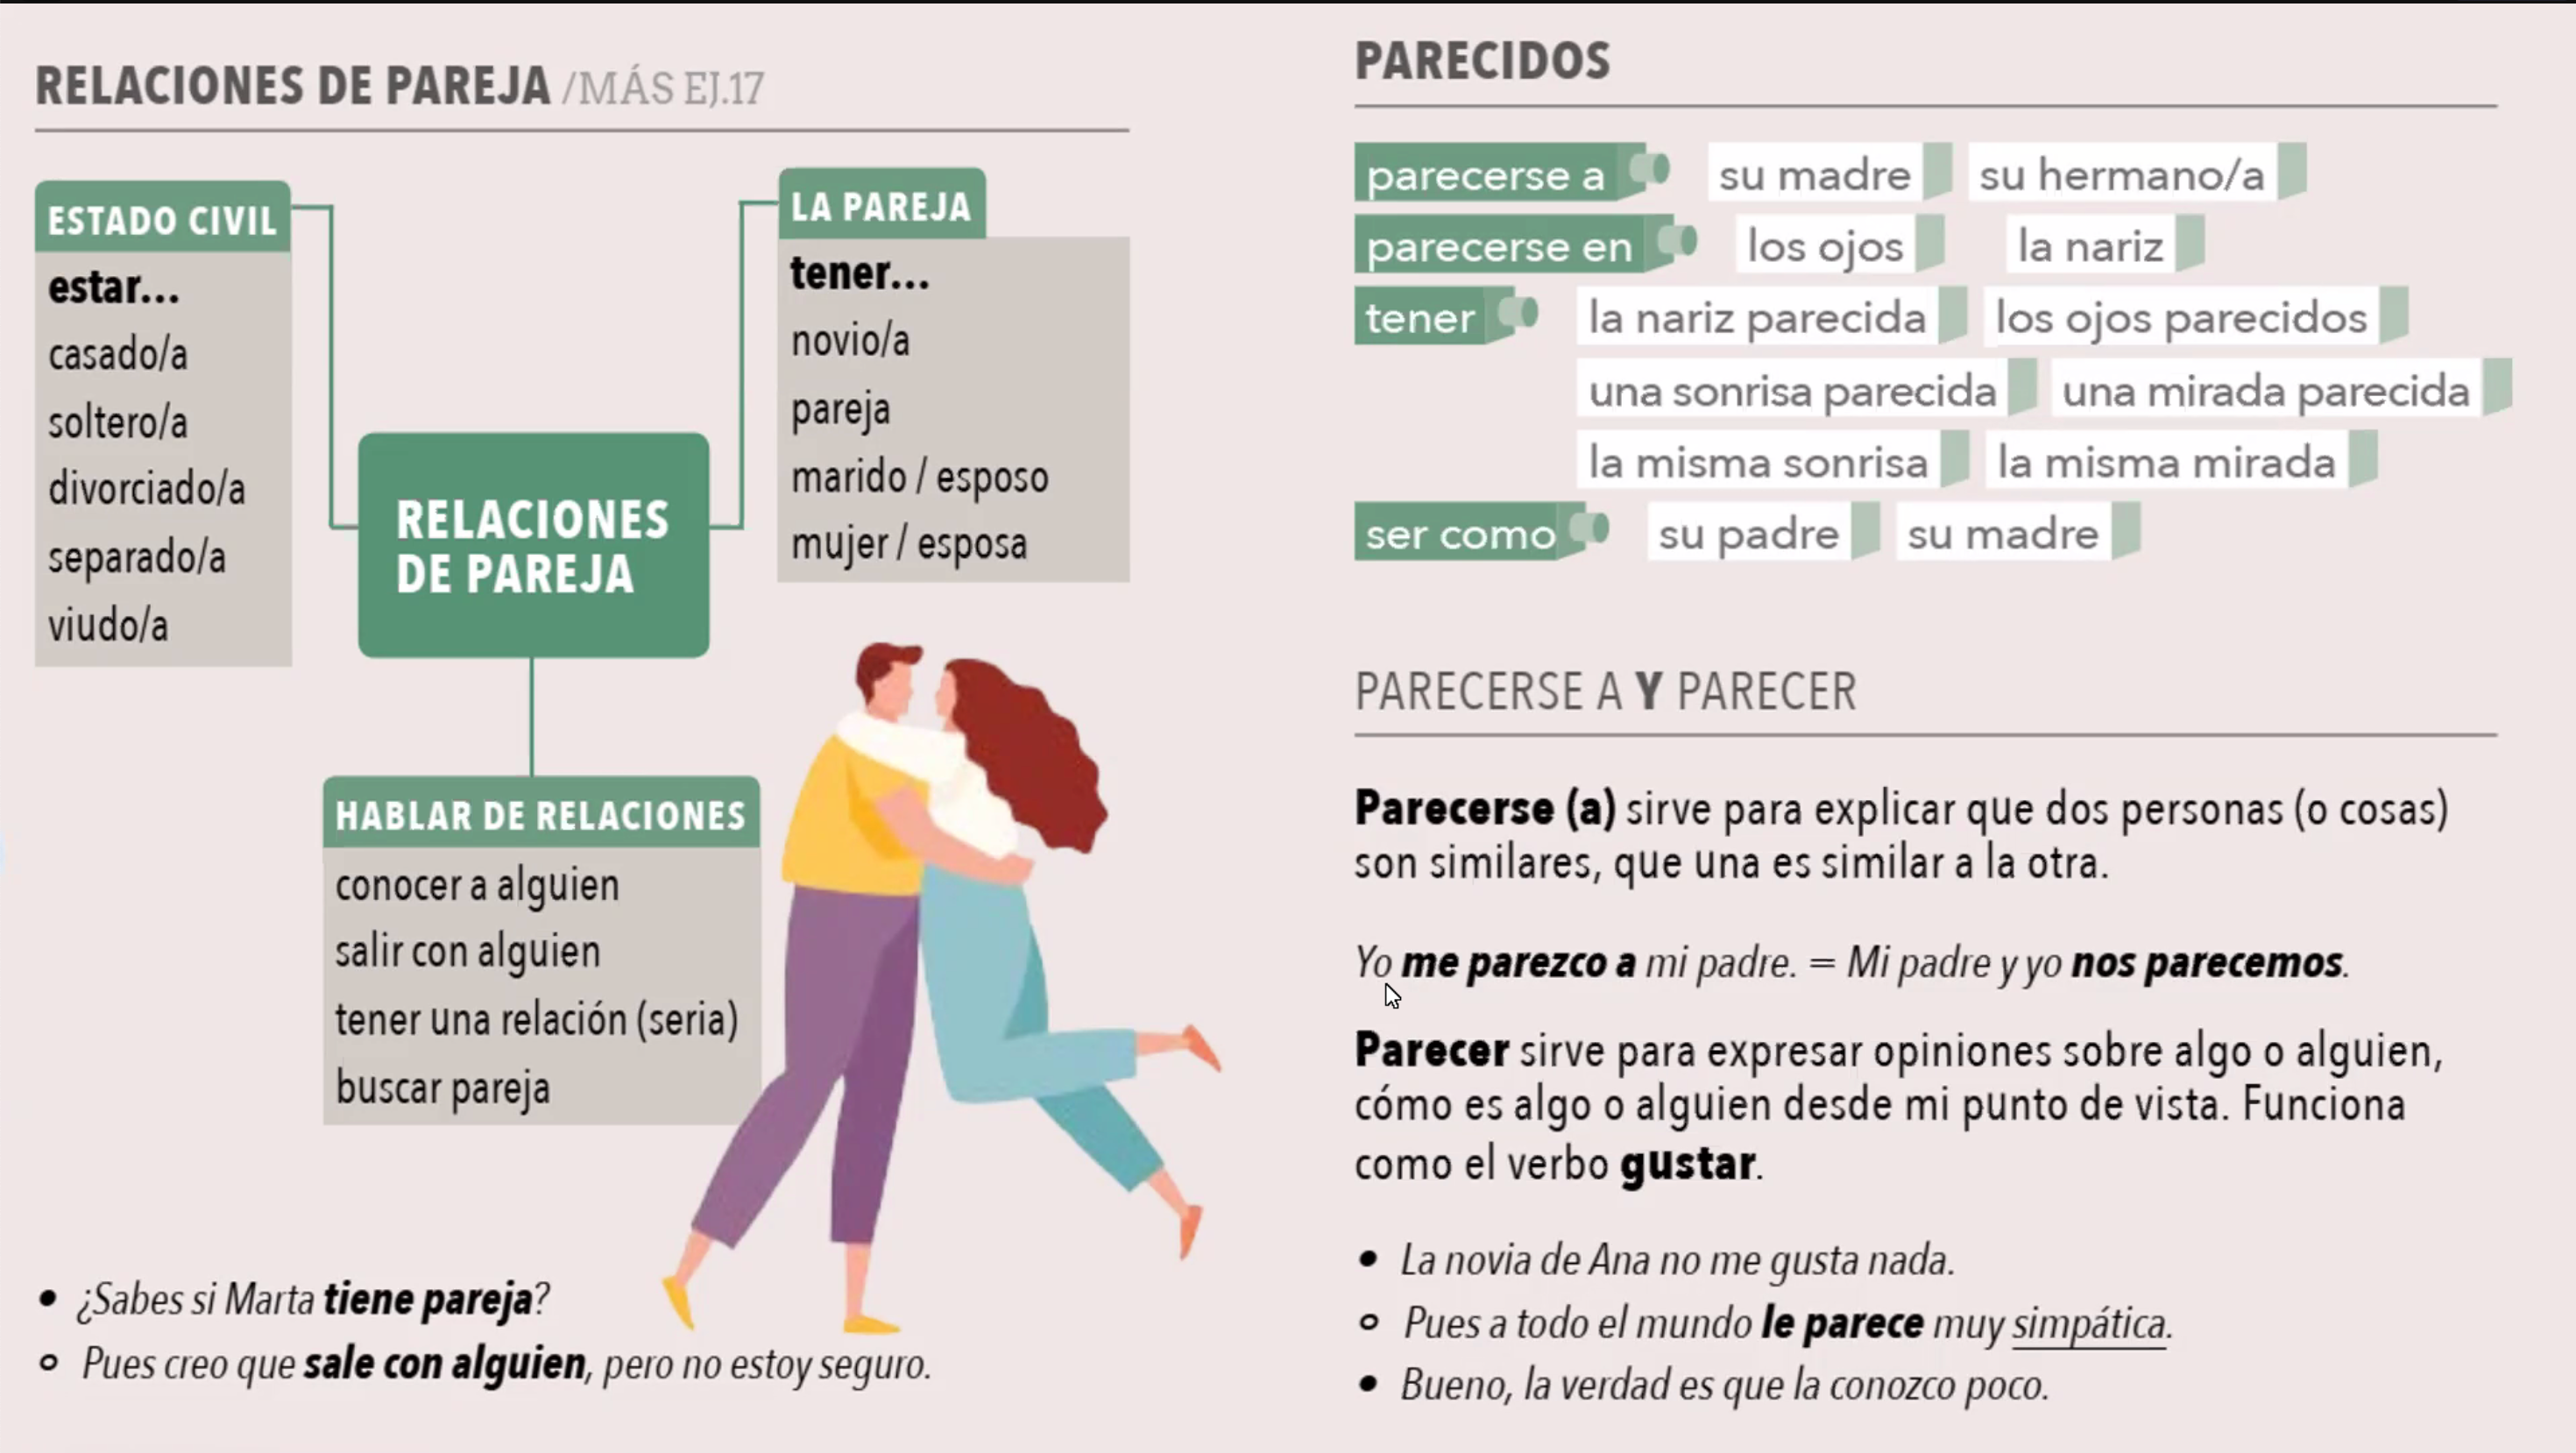 RELACIONES DE PAREJA /MÁS EJ.17
ESTADO CIVIL
estar...
casado/a
soltero/a
divorciado/a
separado/a
viudo/a
LA PAREJA
tener...
novio/a
pareja
marido / esposo
mujer / esposa
RELACIONES
DE PAREJA
HABLAR DE RELACIONES
conocer a alguien
salir con alguien
tener una relación (seria)
buscar pareja
• ¿Sabes si Marta tiene pareja?
○ Pues creo que sale con alguien, pero no estoy seguro.
PARECIDOS
parecerse a su madre su hermano/a
parecerse en los ojos la nariz
tener la nariz parecida los ojos parecidos
una sonrisa parecida una mirada parecida
la misma sonrisa la misma mirada
ser como su padre su madre
PARECERSE A Y PARECER
Parecerse (a) sirve para explicar que dos personas (o cosas)
son similares, que una es similar a la otra.
Yo me parezco a mi padre. = Mi padre y yo nos parecemos.
Parecer sirve para expresar opiniones sobre algo o alguien,
cómo es algo o alguien desde mi punto de vista. Funciona
como el verbo gustar.
• La novia de Ana no me gusta nada.
○ Pues a todo el mundo le parece muy simpática.
• Bueno, la verdad es que la conozco poco.